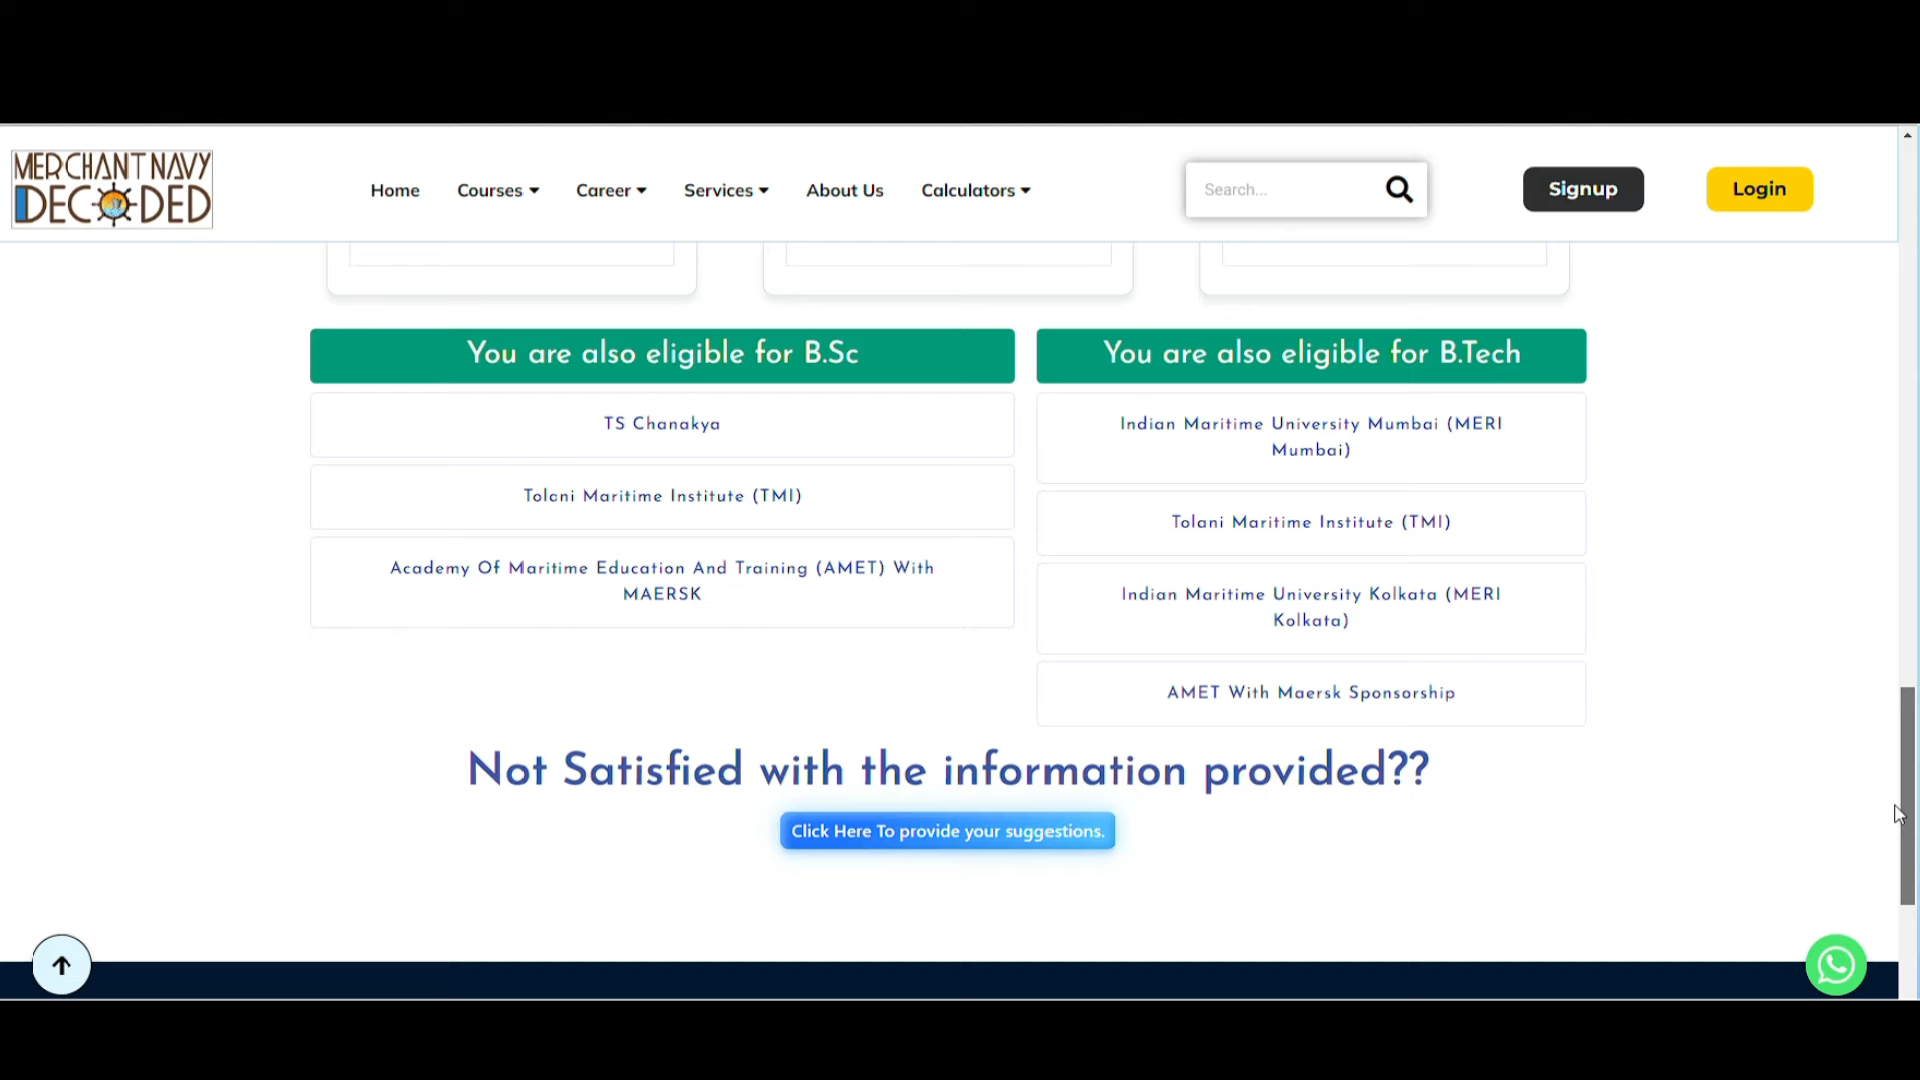 MERCHANT NAVY
DECODED
Home
Courses
Career
Services
About Us
Calculators
Search...
Signup
Login
You are also eligible for B.Sc
TS Chanakya
Tolani Maritime Institute (TMI)
Academy Of Maritime Education And Training (AMET) With
MAERSK
You are also eligible for B.Tech
Indian Maritime University Mumbai (MERI
Mumbai)
Tolani Maritime Institute (TMI)
Indian Maritime University Kolkata (MERI
Kolkata)
AMET With Maersk Sponsorship
Not Satisfied with the information provided??
Click Here To provide your suggestions.